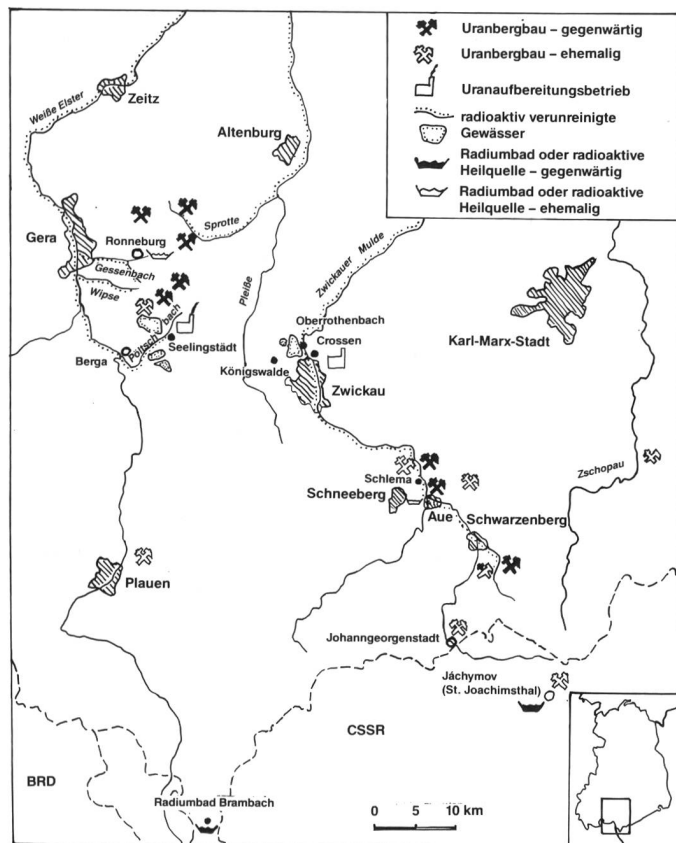 Uranbergbau – gegenwärtig
Uranbergbau – ehemalig
Uranaufbereitungsbetrieb
radioaktiv verunreinigte
Gewässer
Radiumbad oder radioaktive
Heilquelle – gegenwärtig
Radiumbad oder radioaktive
Heilquelle – ehemalig
Weiße Elster
Zeitz
Altenburg
Sprotte
Gera
Ronneburg
Gessenbach
Wipse
Pleiße
Zwickauer Mulde
Pöltschbach
Seelingstädt
Berga
Oberrothenbach
Crossen
Königswalde
Zwickau
Karl-Marx-Stadt
Zschopau
Schlema
Schneeberg
Aue
Schwarzenberg
Plauen
Johanngeorgenstadt
Jáchymov
(St. Joachimsthal)
CSSR
BRD
Radiumbad Brambach
0 5 10 km